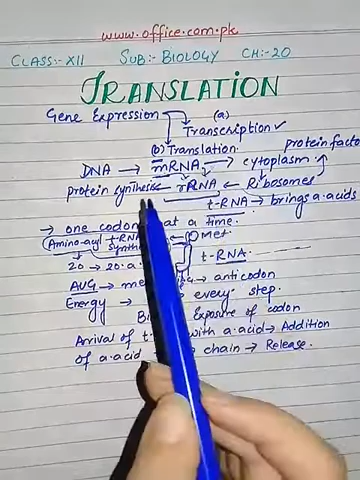 www.office.com.pk
CLASS:-XII SUB:- BIOLOGY CH:-20
TRANSLATION
Gene Expression (a)
Transcription ✓
(b) Translation protein factory
DNA → mRNA → cytoplasm
protein synthesis ← rRNA ← Ribosomes
t-RNA → brings a.acids
→ one codon at a time.
Amino-acyl t-RNA met
20 → 20 t-RNA
anticodon
Energy → every step.
Exposure of codon
Arrival of with a.acid → Addition
of a.acid chain → Release.